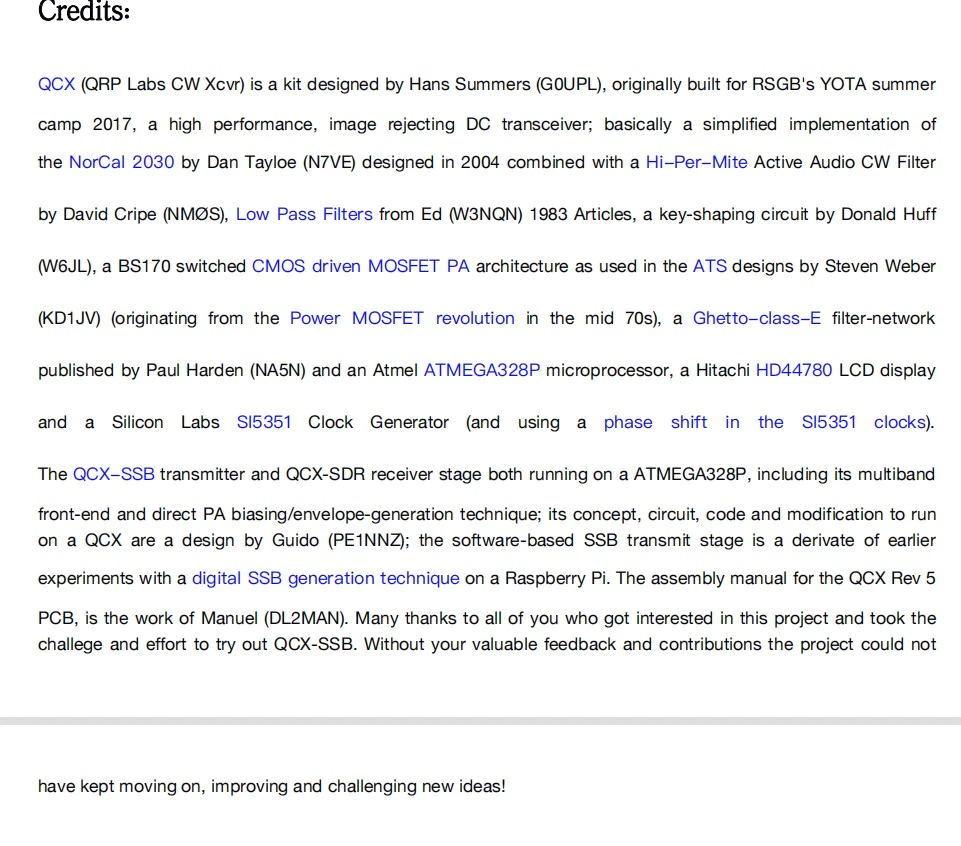 Credits:
QCX (QRP Labs CW Xcvr) is a kit designed by Hans Summers (G0UPL), originally built for RSGB's YOTA summer
camp 2017, a high performance, image rejecting DC transceiver; basically a simplified implementation of
the NorCal 2030 by Dan Tayloe (N7VE) designed in 2004 combined with a Hi–Per–Mite Active Audio CW Filter
by David Cripe (NMØS), Low Pass Filters from Ed (W3NQN) 1983 Articles, a key-shaping circuit by Donald Huff
(W6JL), a BS170 switched CMOS driven MOSFET PA architecture as used in the ATS designs by Steven Weber
(KD1JV) (originating from the Power MOSFET revolution in the mid 70s), a Ghetto–class–E filter-network
published by Paul Harden (NA5N) and an Atmel ATMEGA328P microprocessor, a Hitachi HD44780 LCD display
and a Silicon Labs SI5351 Clock Generator (and using a phase shift in the SI5351 clocks).
The QCX–SSB transmitter and QCX-SDR receiver stage both running on a ATMEGA328P, including its multiband
front-end and direct PA biasing/envelope-generation technique; its concept, circuit, code and modification to run
on a QCX are a design by Guido (PE1NNZ); the software-based SSB transmit stage is a derivate of earlier
experiments with a digital SSB generation technique on a Raspberry Pi. The assembly manual for the QCX Rev 5
PCB, is the work of Manuel (DL2MAN). Many thanks to all of you who got interested in this project and took the
challege and effort to try out QCX-SSB. Without your valuable feedback and contributions the project could not
have kept moving on, improving and challenging new ideas!